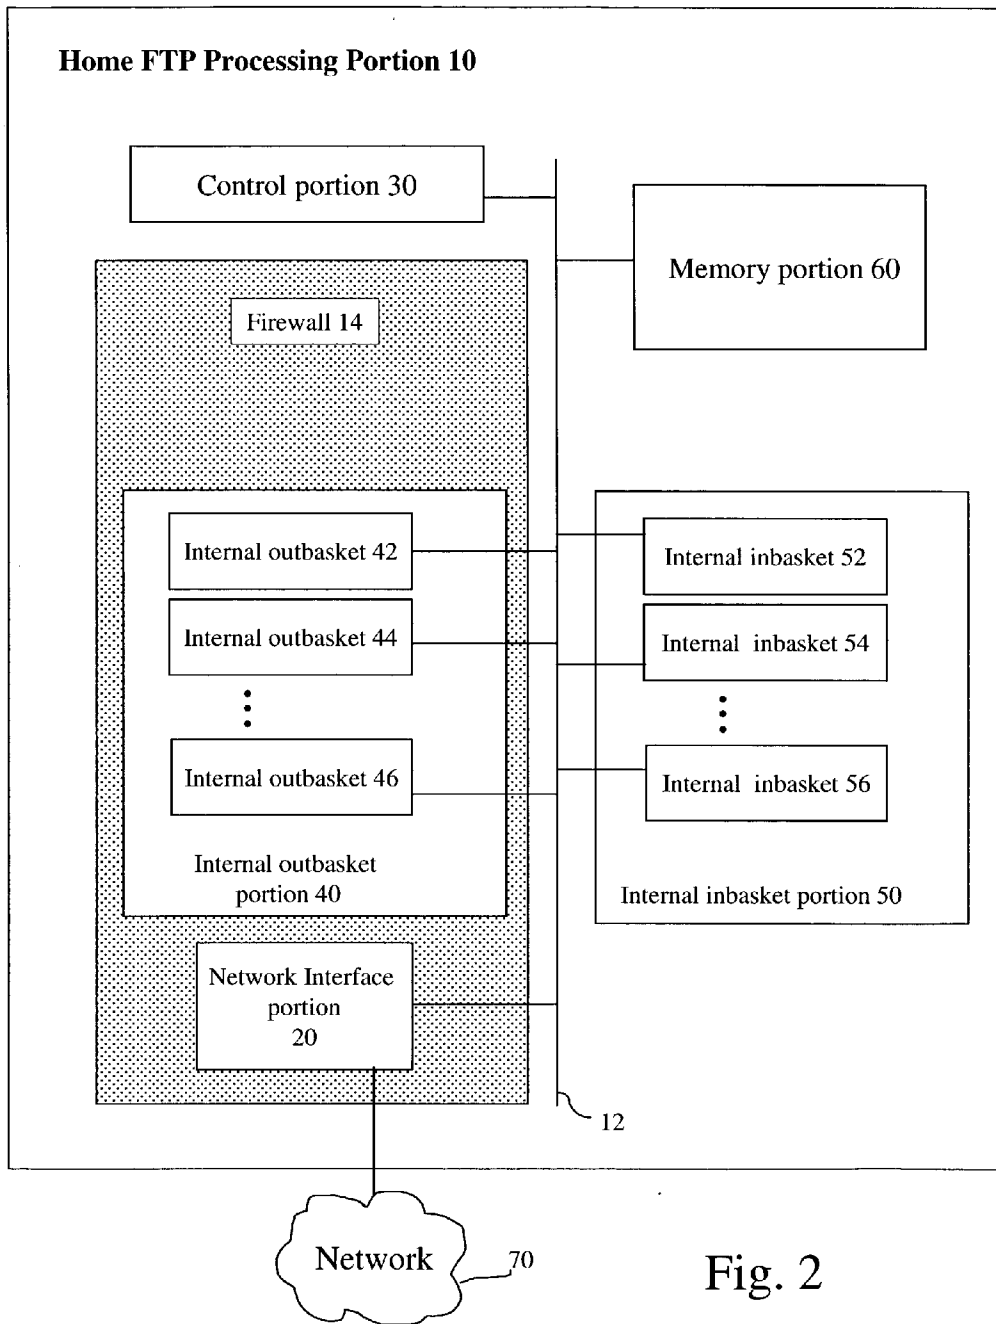 Home FTP Processing Portion 10
Control portion 30
Memory portion 60
Firewall 14
Internal outbasket 42
Internal inbasket 52
Internal outbasket 44
Internal inbasket 54
Internal outbasket 46
Internal inbasket 56
Internal outbasket
portion 40
Internal inbasket portion 50
Network Interface
portion
20
12
Network
70
Fig. 2